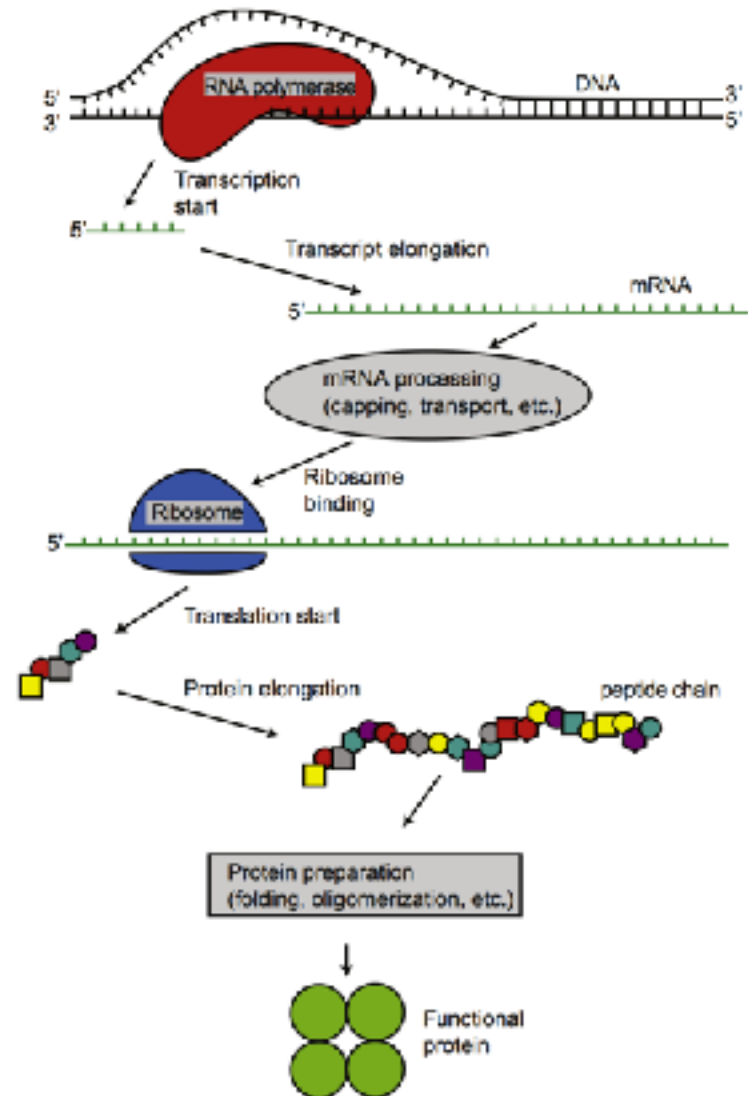 RNA polymerase
DNA
5'
3'
3'
5'
Transcription
start
5'
Transcript elongation
mRNA
5'
mRNA processing
(capping, transport, etc.)
Ribosome
binding
Ribosome
5'
Translation start
Protein elongation
peptide chain
Protein preparation
(folding, oligomerization, etc.)
Functional
protein